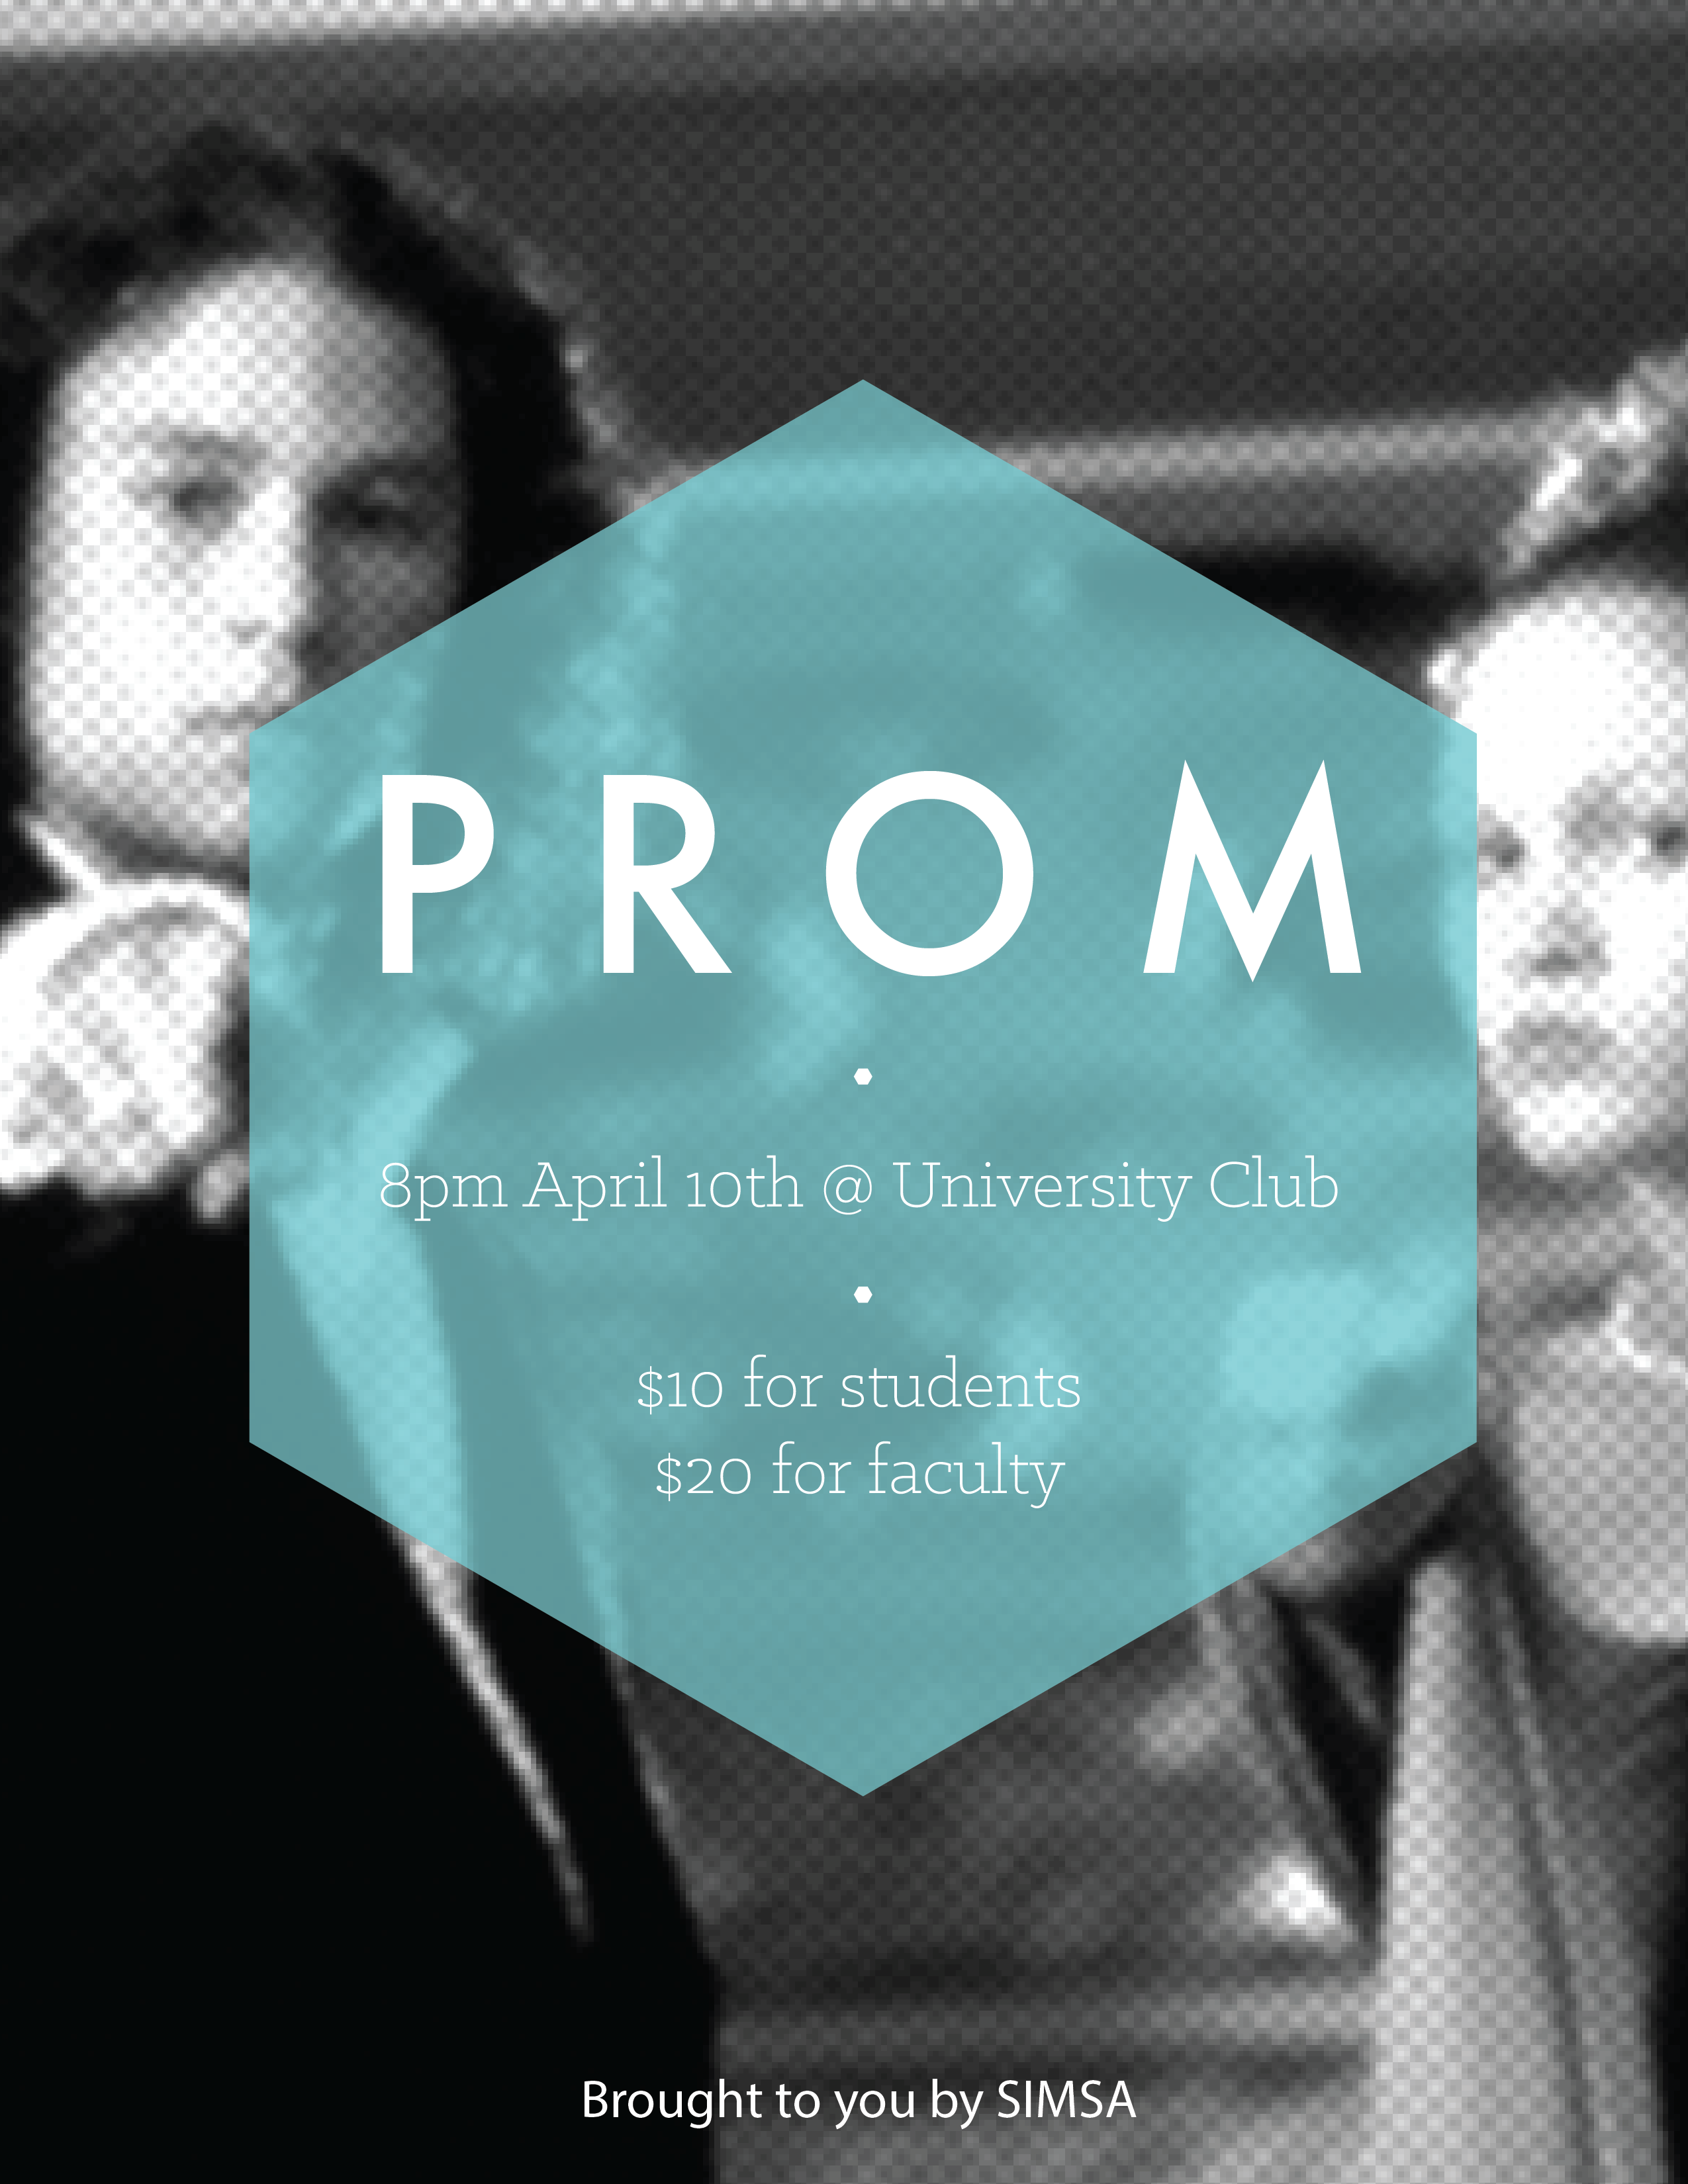 PROM
8pm April 10th @ University Club
$10 for students
$20 for faculty
Brought to you by SIMSA